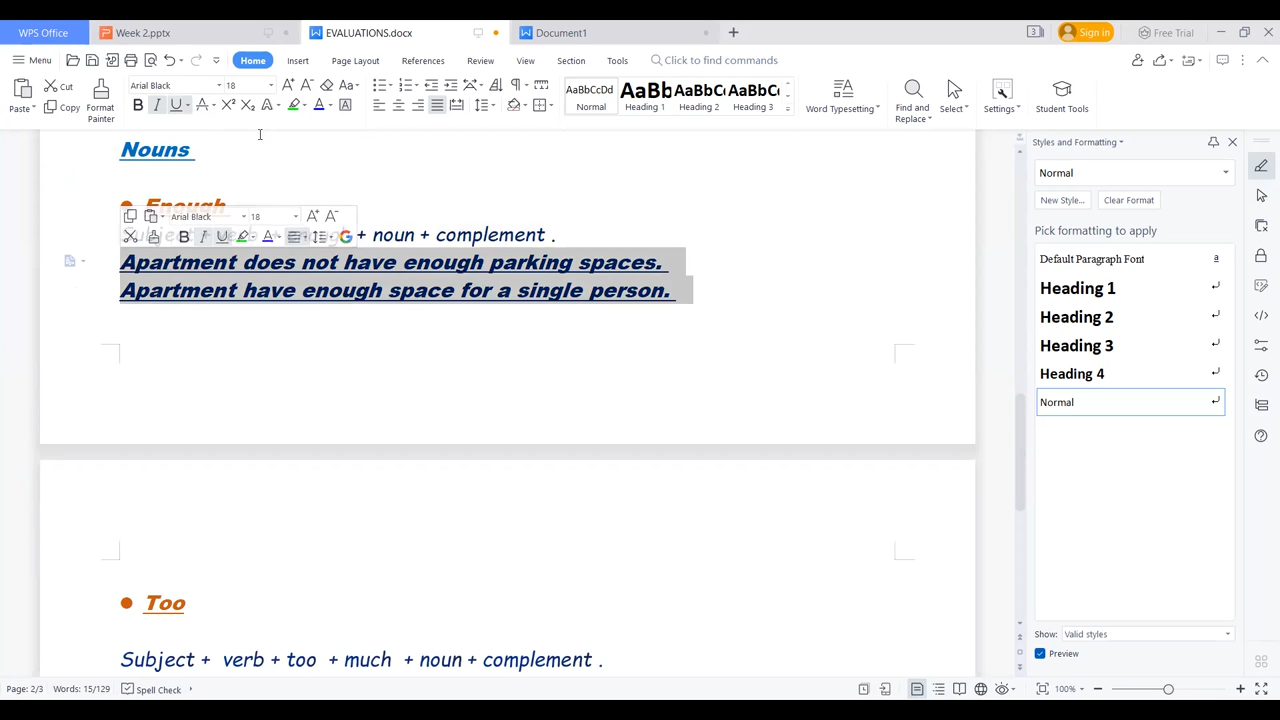 WPS Office
Week 2.pptx
EVALUATIONS.docx
Document1
Sign in
Free Trial
Menu
Home
Insert
Page Layout
References
Review
View
Section
Tools
Click to find commands
Paste
Cut
Copy
Format
Painter
Arial Black
18
AaBbCcDd
Normal
AaBb
Heading 1
AaBbCc
Heading 2
AaBbCc
Heading 3
Word Typesetting
Find and
Replace
Select
Settings
Student Tools
Nouns
Enough
Arial Black 18
+ noun + complement .
Apartment does not have enough parking spaces.
Apartment have enough space for a single person.
Too
Subject + verb + too + much + noun + complement .
Styles and Formatting
Normal
New Style...
Clear Format
Pick formatting to apply
Default Paragraph Font
Heading 1
Heading 2
Heading 3
Heading 4
Normal
Show: Valid styles
Preview
Page: 2/3
Words: 15/129
Spell Check
100%